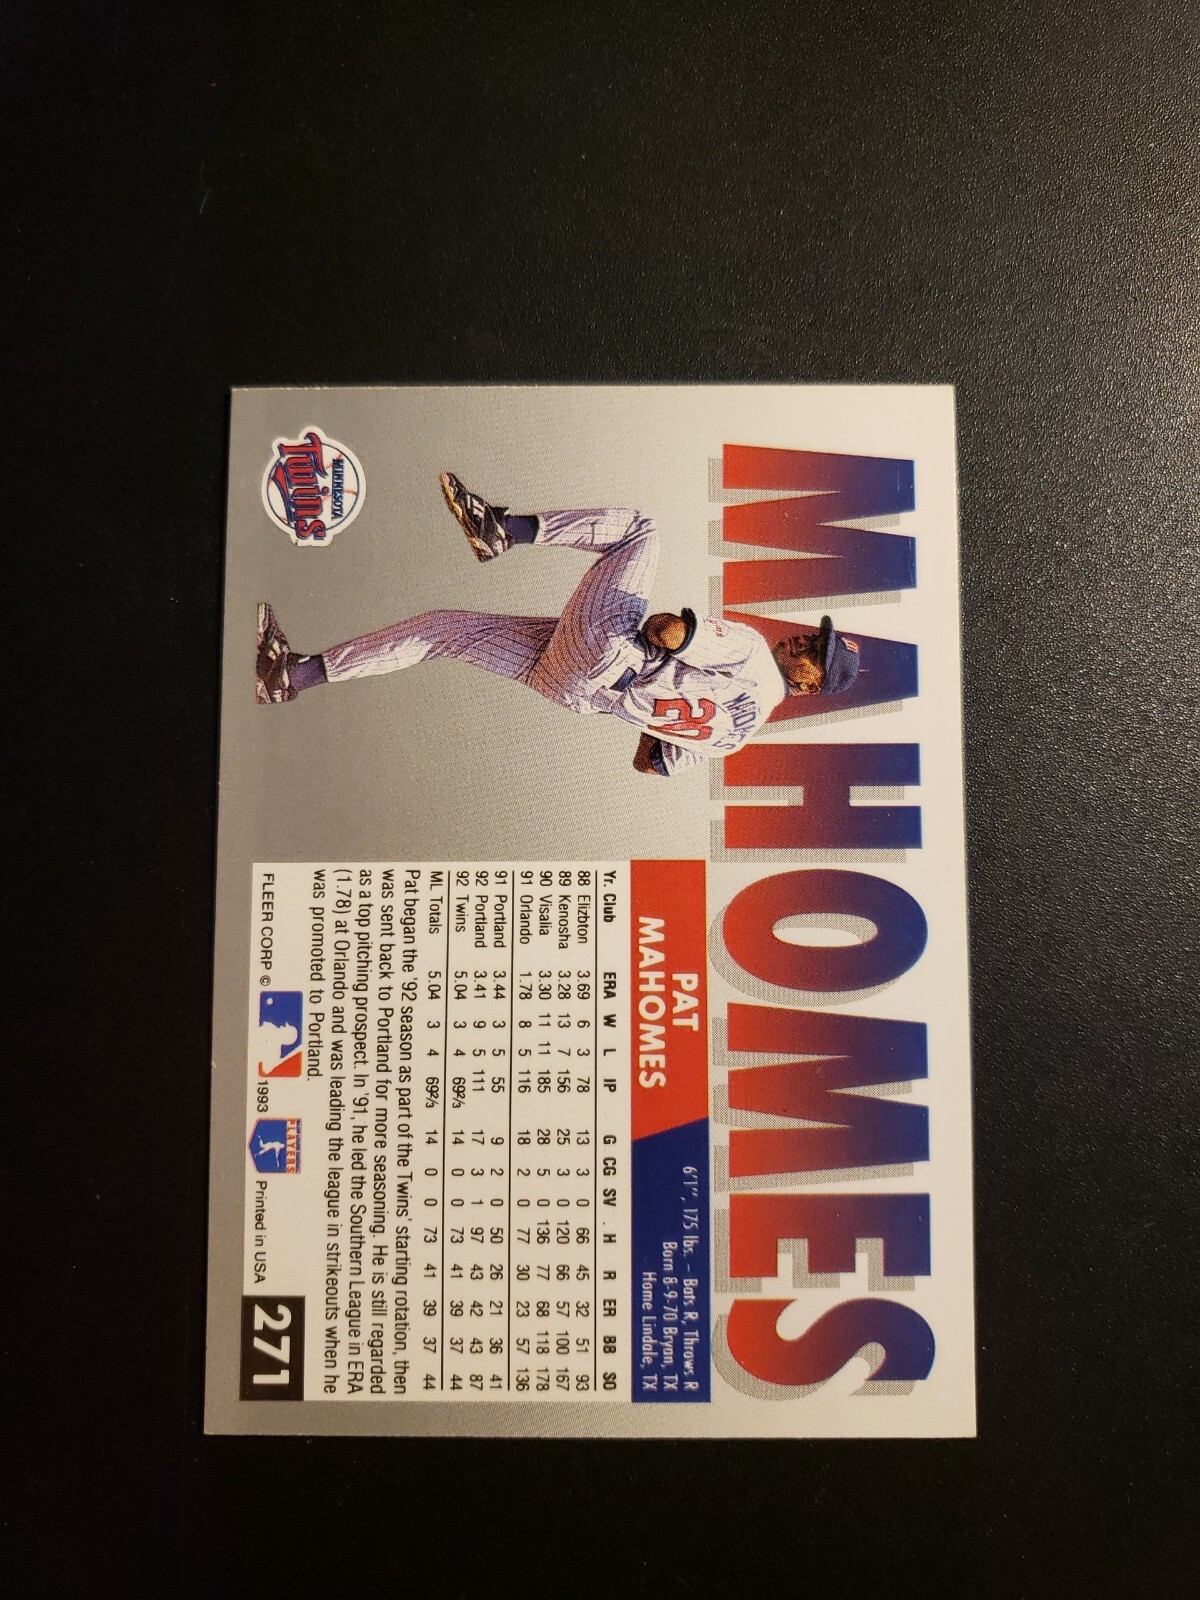 MAHOMES
MAHOMES
20
MINNESOTA
Twins
PAT
MAHOMES
6'1", 175 lbs. – Bats R, Throws R
Born 8-9-70 Bryan, TX
Home Lindale, TX
Yr. Club ERA W L IP G CG SV . H R ER BB SO
88 Elizbton 3.69 6 3 78 13 3 0 66 45 32 51 93
89 Kenosha 3.28 13 7 156 25 3 0 120 66 57 100 167
90 Visalia 3.30 11 11 185 28 5 0 136 77 68 118 178
91 Orlando 1.78 8 5 116 18 2 0 77 30 23 57 136
91 Portland 3.44 3 5 55 9 2 0 50 26 21 36 41
92 Portland 3.41 9 5 111 17 3 1 97 43 42 43 87
92 Twins 5.04 3 4 69²/₃ 14 0 0 73 41 39 37 44
ML Totals 5.04 3 4 69²/₃ 14 0 0 73 41 39 37 44
Pat began the '92 season as part of the Twins' starting rotation, then
was sent back to Portland for more seasoning. He is still regarded
as a top pitching prospect. In '91, he led the Southern League in ERA
(1.78) at Orlando and was leading the league in strikeouts when he
was promoted to Portland.
FLEER CORP © 1993 PLAYERS Printed in USA 271